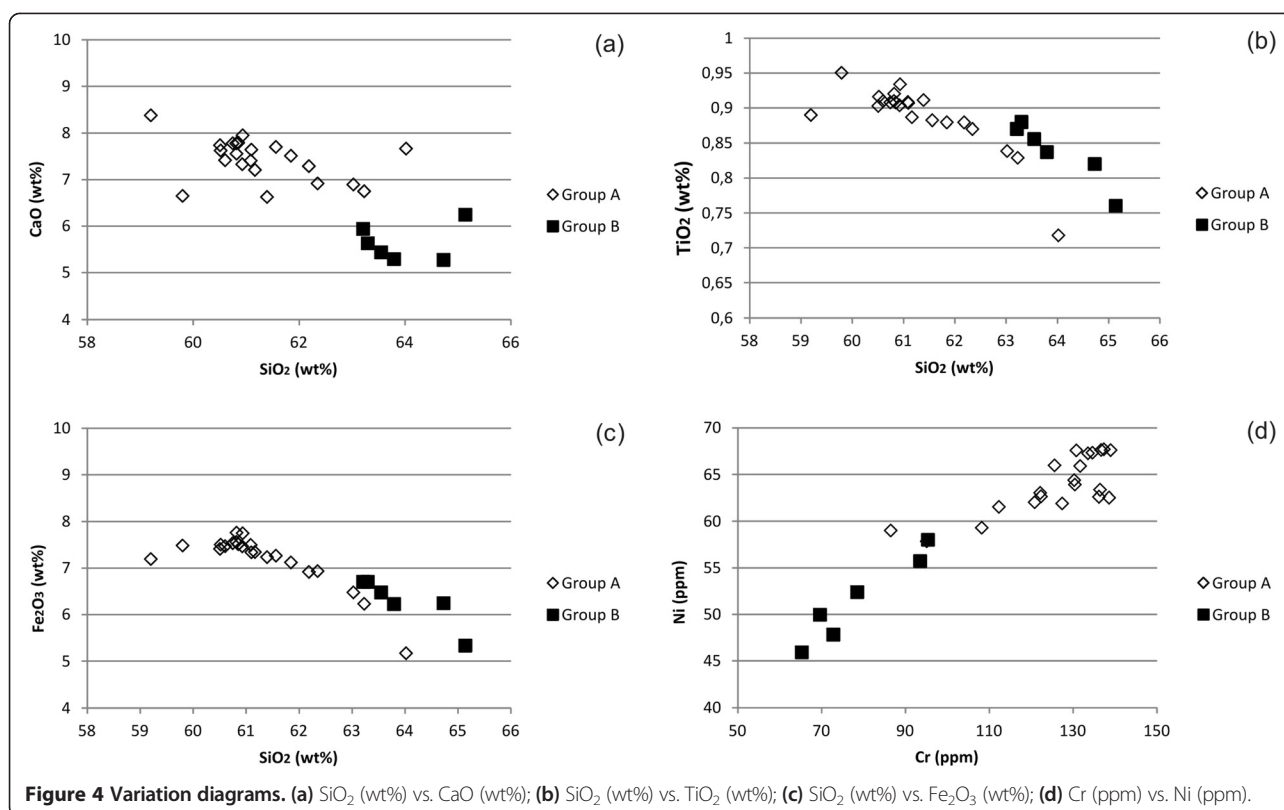 (a)
10
9
8
7
6
5
4
CaO (wt%)
58 60 62 64 66
SiO₂ (wt%)
Group A
Group B
(b)
1
0,95
0,9
0,85
0,8
0,75
0,7
0,65
0,6
TiO₂ (wt%)
58 59 60 61 62 63 64 65 66
SiO₂ (wt%)
Group A
Group B
(c)
10
9
8
7
6
5
4
Fe₂O₃ (wt%)
58 59 60 61 62 63 64 65 66
SiO₂ (wt%)
Group A
Group B
(d)
70
65
60
55
50
45
40
Ni (ppm)
50 70 90 110 130 150
Cr (ppm)
Group A
Group B
Figure 4 Variation diagrams. (a) SiO₂ (wt%) vs. CaO (wt%); (b) SiO₂ (wt%) vs. TiO₂ (wt%); (c) SiO₂ (wt%) vs. Fe₂O₃ (wt%); (d) Cr (ppm) vs. Ni (ppm).